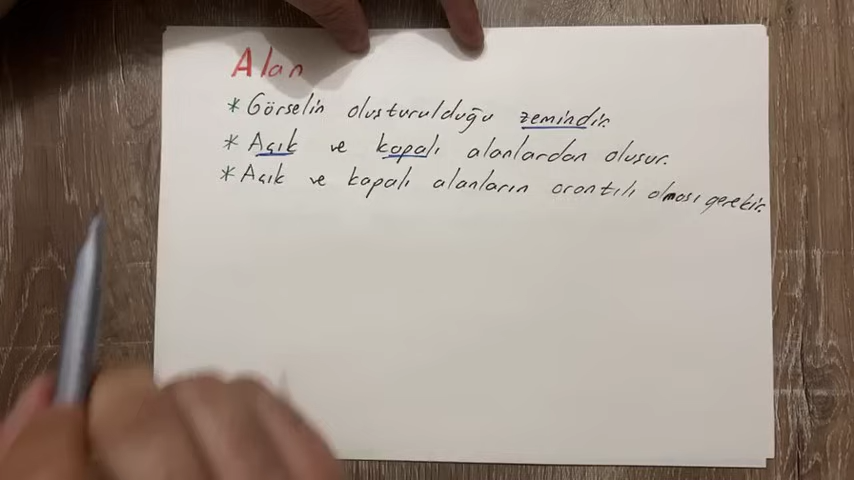 Alan
* Görselin oluşturulduğu zemindir.
* Açık ve kapalı alanlardan oluşur.
* Açık ve kapalı alanların orantılı olması gerekir.